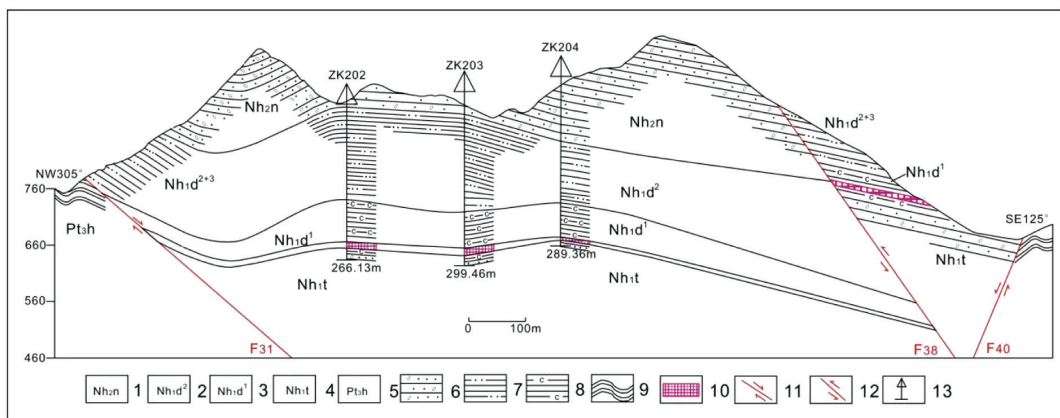 ZK204
ZK203
ZK202
Nh₂n
Nh₂n
Nh₁d²⁺³
Nh₁d¹
NW305°
Nh₁d²⁺³
760
Nh₁d²
SE125°
Pt₃h
Nh₁d¹
Nh₁d¹
660
Nh₁t
266.13m
299.46m
289.36m
Nh₁t
Nh₁t
560
0 100m
460
F31
F38
F40
Nh₂n 1 Nh₁d² 2 Nh₁d¹ 3 Nh₁t 4 Pt₃h 5 6 7 c 8 9 10 11 12 13